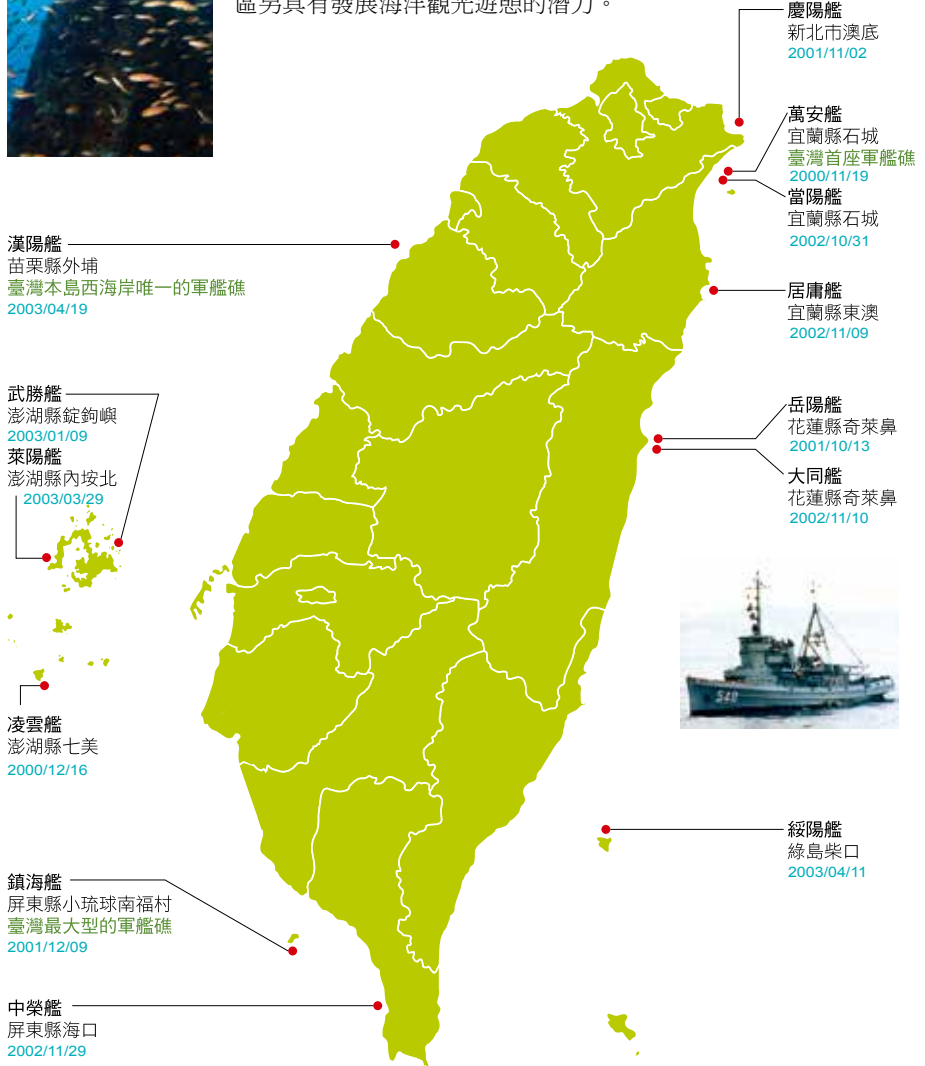 區另具有發展海洋觀光遊憩的潛力。
慶陽艦
新北市澳底
2001/11/02
萬安艦
宜蘭縣石城
臺灣首座軍艦礁
2000/11/19
當陽艦
宜蘭縣石城
2002/10/31
漢陽艦
苗栗縣外埔
臺灣本島西海岸唯一的軍艦礁
2003/04/19
居庸艦
宜蘭縣東澳
2002/11/09
武勝艦
澎湖縣錠鉤嶼
2003/01/09
萊陽艦
澎湖縣內垵北
2003/03/29
岳陽艦
花蓮縣奇萊鼻
2001/10/13
大同艦
花蓮縣奇萊鼻
2002/11/10
540
凌雲艦
澎湖縣七美
2000/12/16
綏陽艦
綠島柴口
2003/04/11
鎮海艦
屏東縣小琉球南福村
臺灣最大型的軍艦礁
2001/12/09
中榮艦
屏東縣海口
2002/11/29